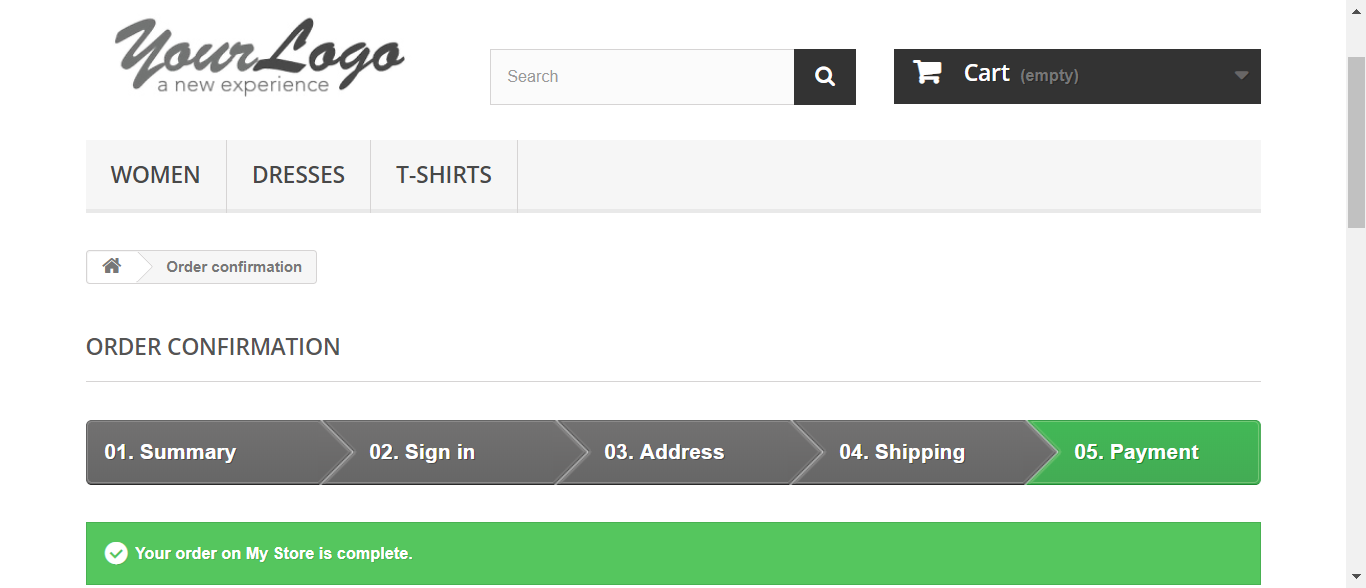 YourLogo
a new experience
Search
Cart (empty)
WOMEN DRESSES T-SHIRTS
Order confirmation
ORDER CONFIRMATION
01. Summary 02. Sign in 03. Address 04. Shipping 05. Payment
Your order on My Store is complete.